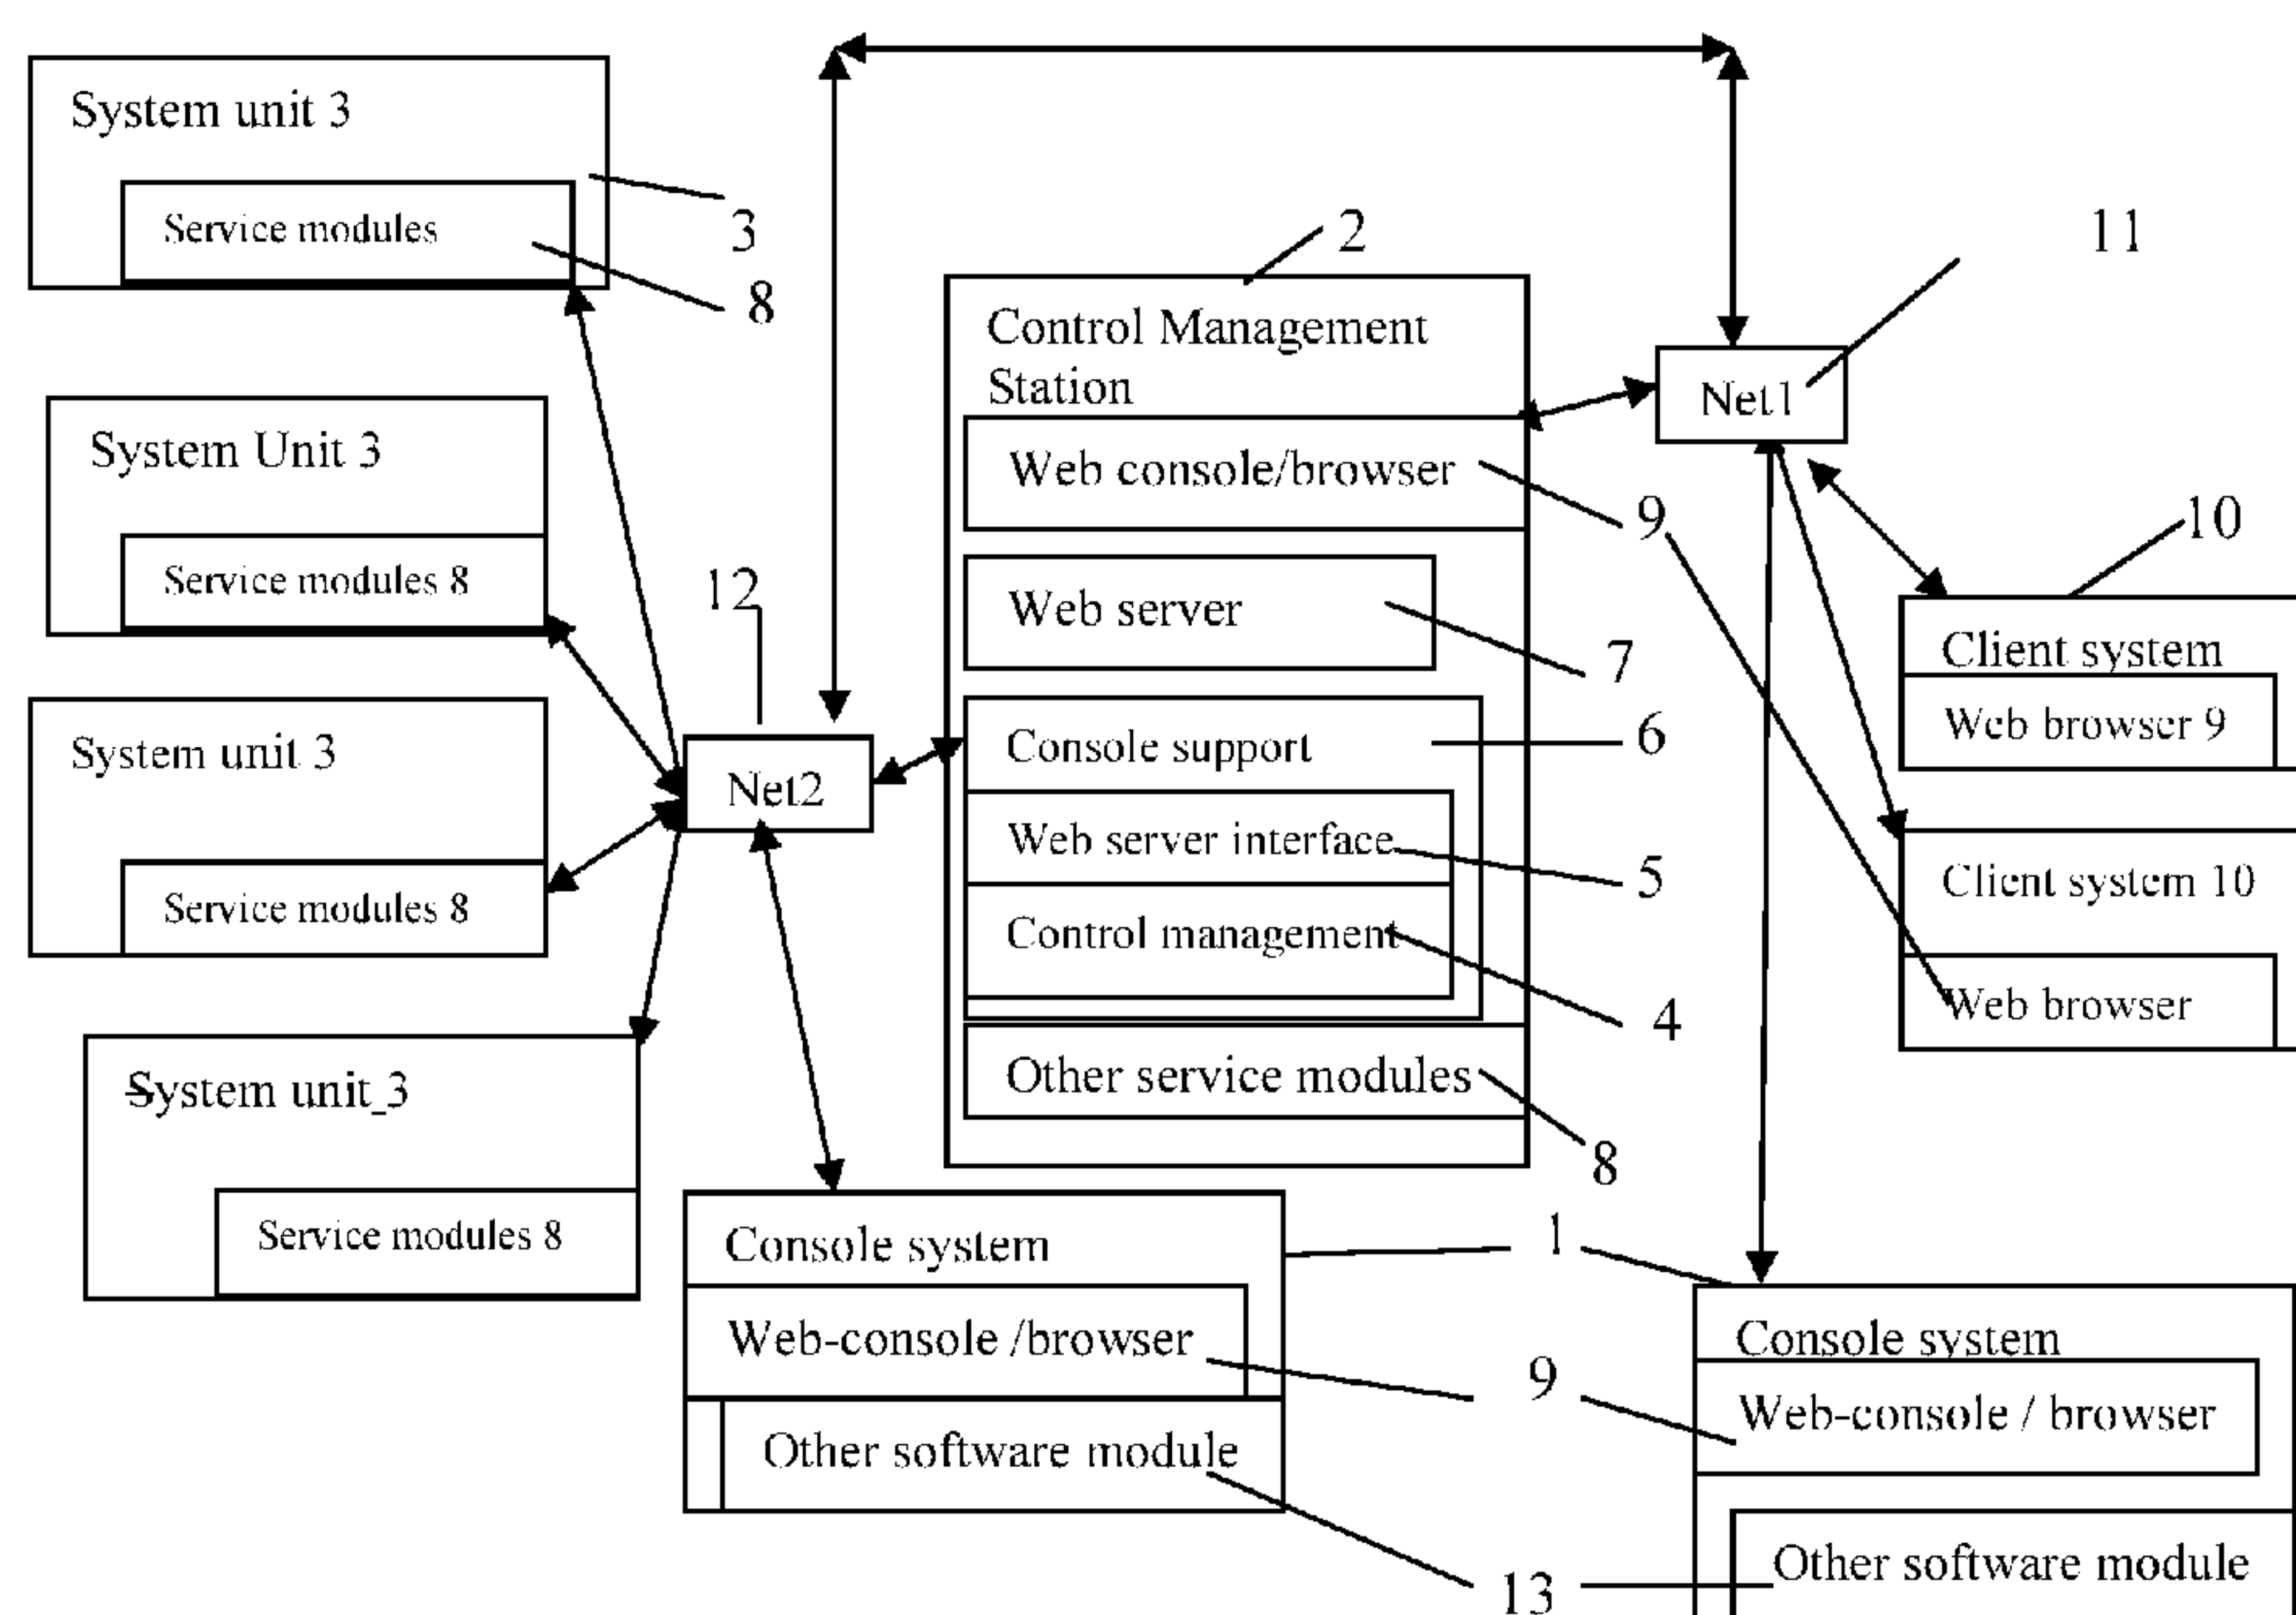 System unit 3
Service modules
3
8
System Unit 3
Service modules 8
System unit 3
Service modules 8
System unit 3
Service modules 8
12
Net2
2
Control Management
Station
Web console/browser
9
Web server
7
Console support
6
Web server interface
5
Control management
4
Other service modules
8
11
Net1
10
Client system
Web browser 9
Client system 10
Web browser
Console system
1
Web-console /browser
9
Other software module
13
Console system
Web-console / browser
Other software module